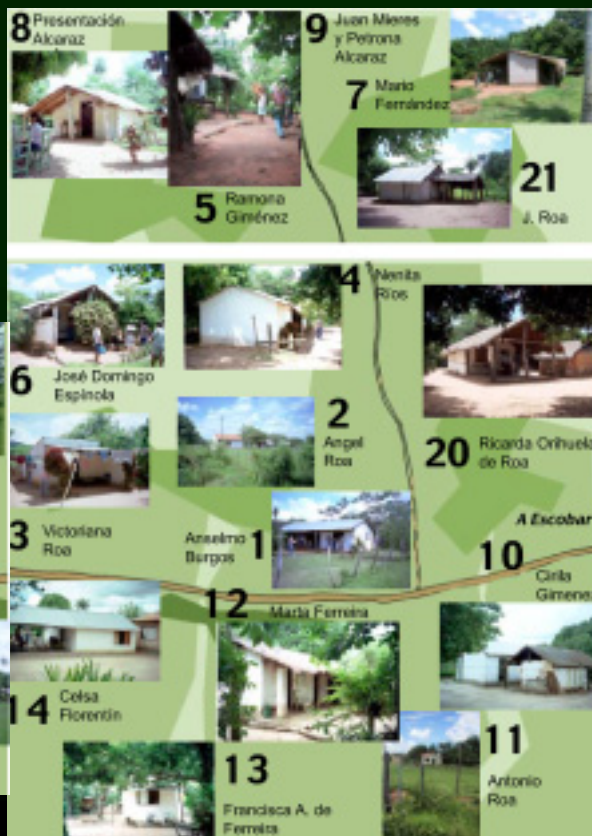 8 Presentación
Alcaraz
9 Juan Mieres
y Petrona
Alcaraz
7 Mario
Fernández
5 Ramona
Giménez
21
J. Roa
4 Nenita
Ríos
6 José Domingo
Espínola
2
Angel
Roa
20 Ricarda Orihuela
de Roa
3 Victoriana
Roa
Anselmo
Burgos 1
A Escobar
10
Cirila
Gimenez
12 Marta Ferreira
14 Celsa
Florentín
13
Francisca A. de
Ferreira
11
Antonio
Roa